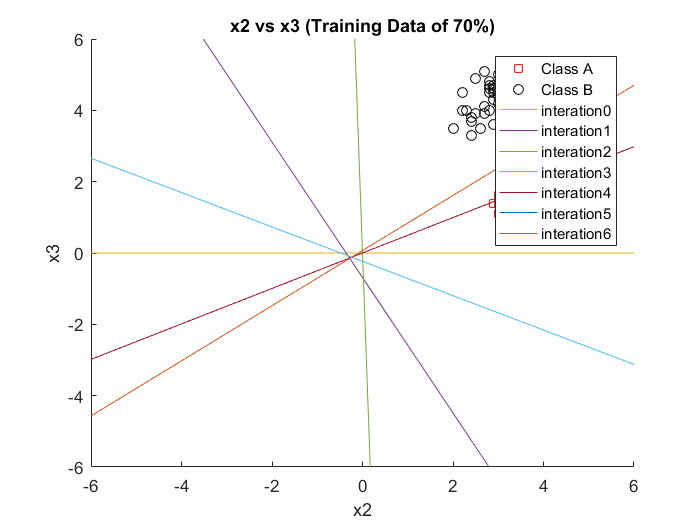 x2 vs x3 (Training Data of 70%)
6
4
2
0
-2
-4
-6
x3
-6
-4
-2
0
2
4
6
x2
Class A
Class B
interation0
interation1
interation2
interation3
interation4
interation5
interation6